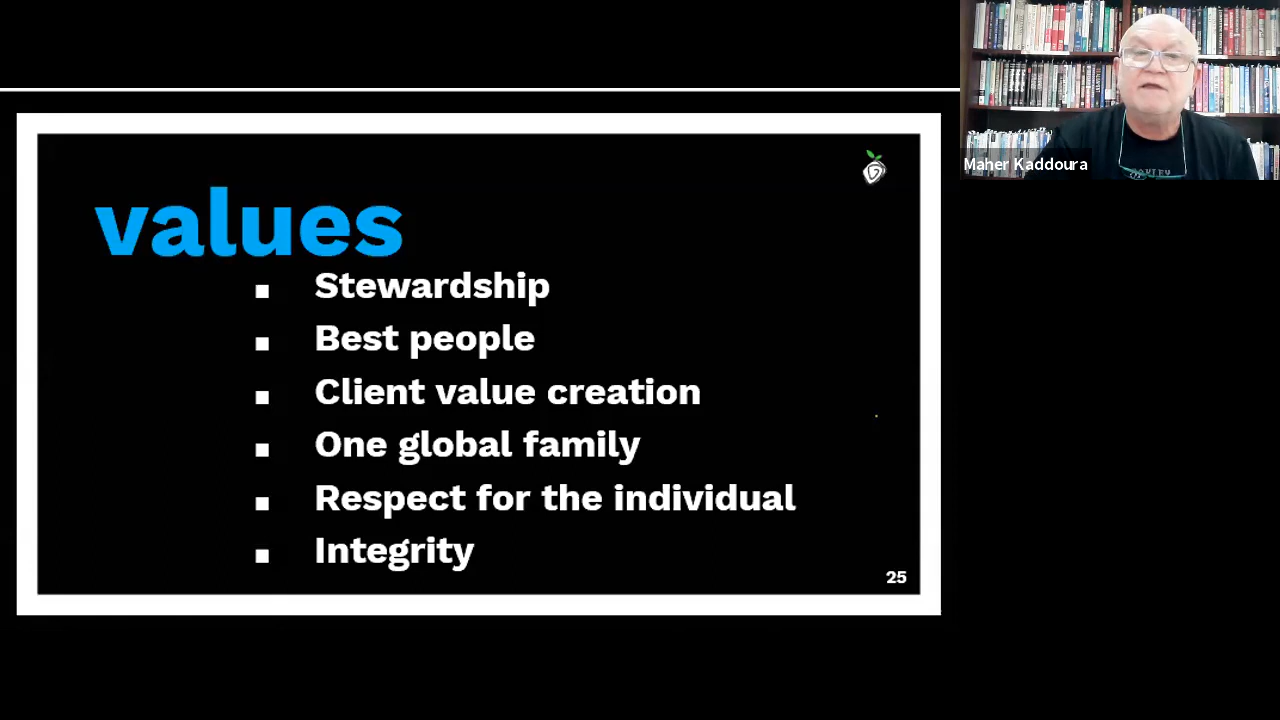 values
Stewardship
Best people
Client value creation
One global family
Respect for the individual
Integrity
25
Maher Kaddoura